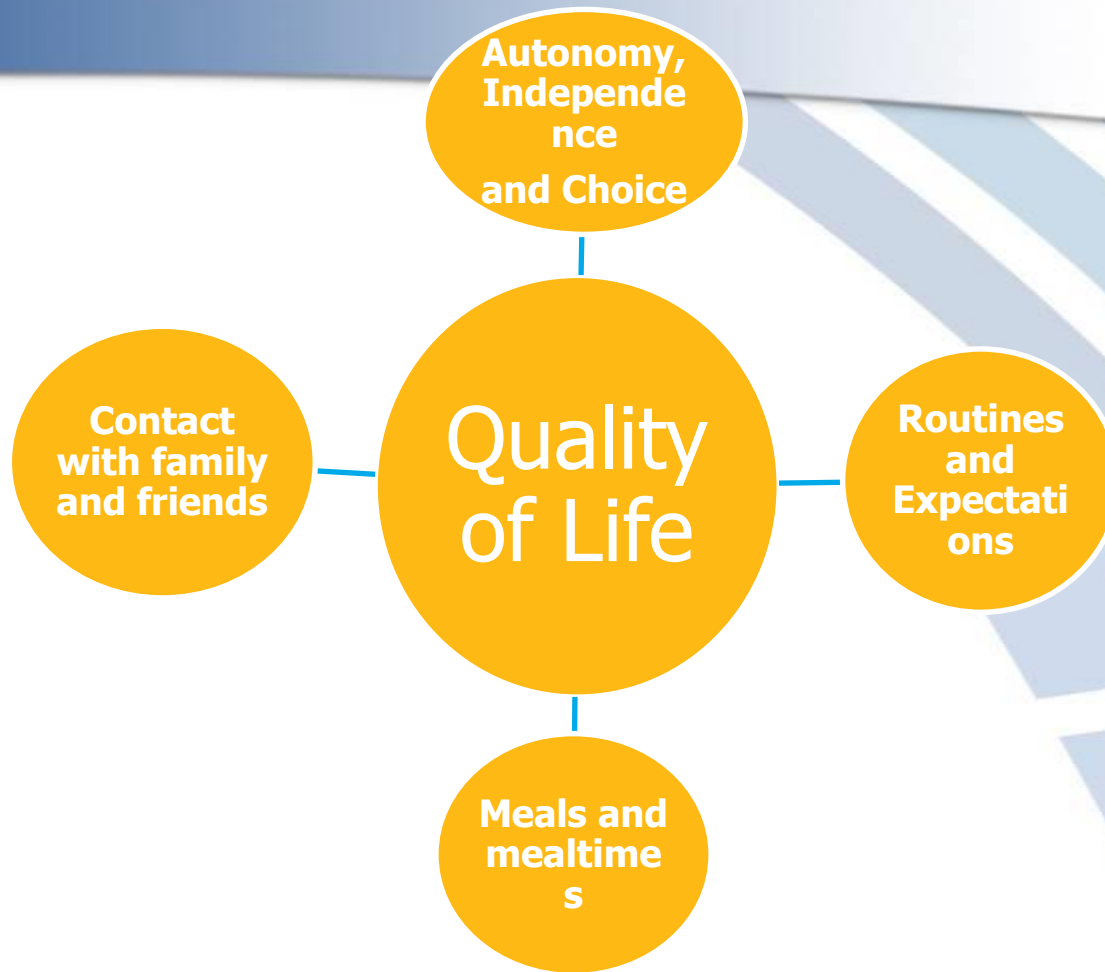 Autonomy,
Independe
nce
and Choice
Contact
with family
and friends
Quality
of Life
Routines
and
Expectati
ons
Meals and
mealtime
s